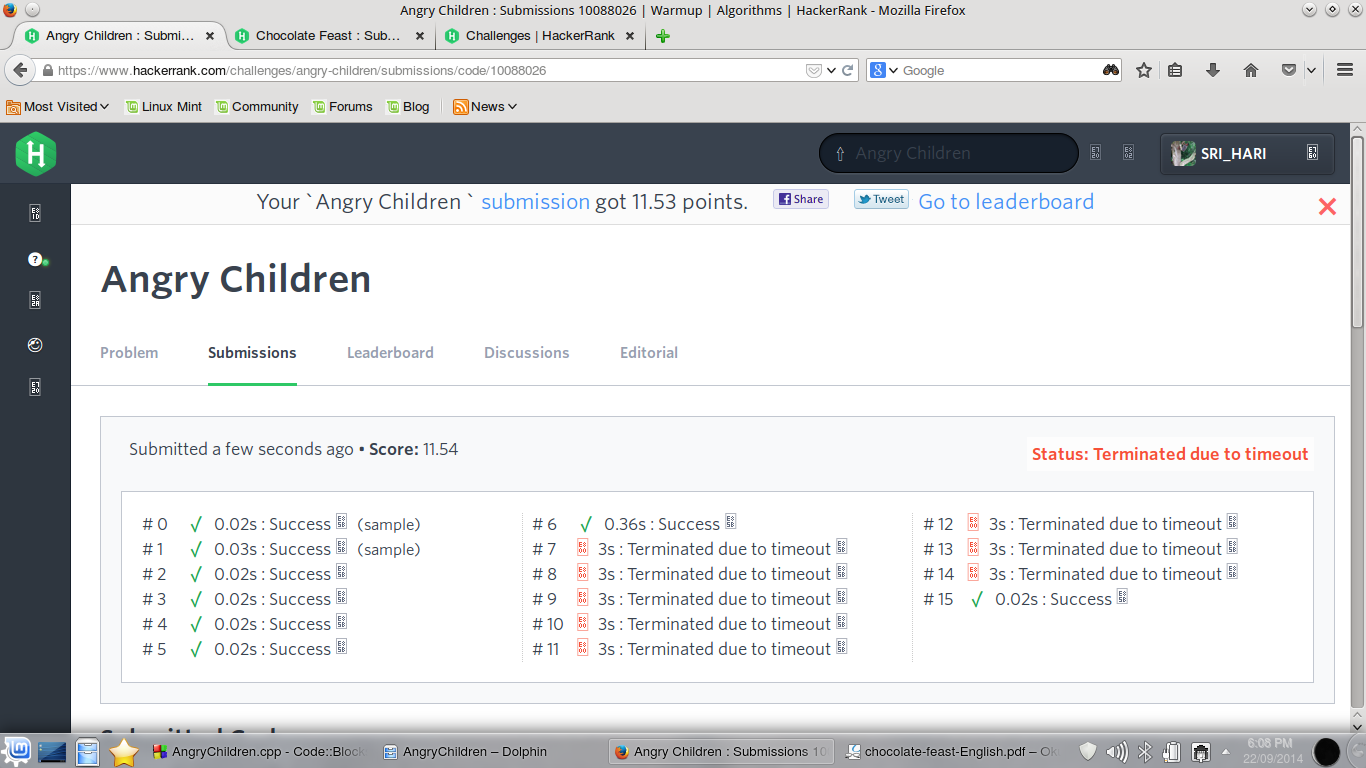 Angry Children : Submissions 10088026 | Warmup | Algorithms | HackerRank - Mozilla Firefox
Angry Children : Submi... Chocolate Feast : Sub... Challenges | HackerRank
https://www.hackerrank.com/challenges/angry-children/submissions/code/10088026 Google
Most Visited Linux Mint Community Forums Blog News
Angry Children SRI_HARI
Your `Angry Children ` submission got 11.53 points. Share Tweet Go to leaderboard
Angry Children
Problem Submissions Leaderboard Discussions Editorial
Submitted a few seconds ago • Score: 11.54
Status: Terminated due to timeout
# 0 √ 0.02s : Success (sample)
# 1 √ 0.03s : Success (sample)
# 2 √ 0.02s : Success
# 3 √ 0.02s : Success
# 4 √ 0.02s : Success
# 5 √ 0.02s : Success
# 6 √ 0.36s : Success
# 7 3s : Terminated due to timeout
# 8 3s : Terminated due to timeout
# 9 3s : Terminated due to timeout
# 10 3s : Terminated due to timeout
# 11 3s : Terminated due to timeout
# 12 3s : Terminated due to timeout
# 13 3s : Terminated due to timeout
# 14 3s : Terminated due to timeout
# 15 √ 0.02s : Success
AngryChildren.cpp - Code::Block AngryChildren – Dolphin Angry Children : Submissions 10 chocolate-feast-English.pdf – Ok
6:08 PM
22/09/2014